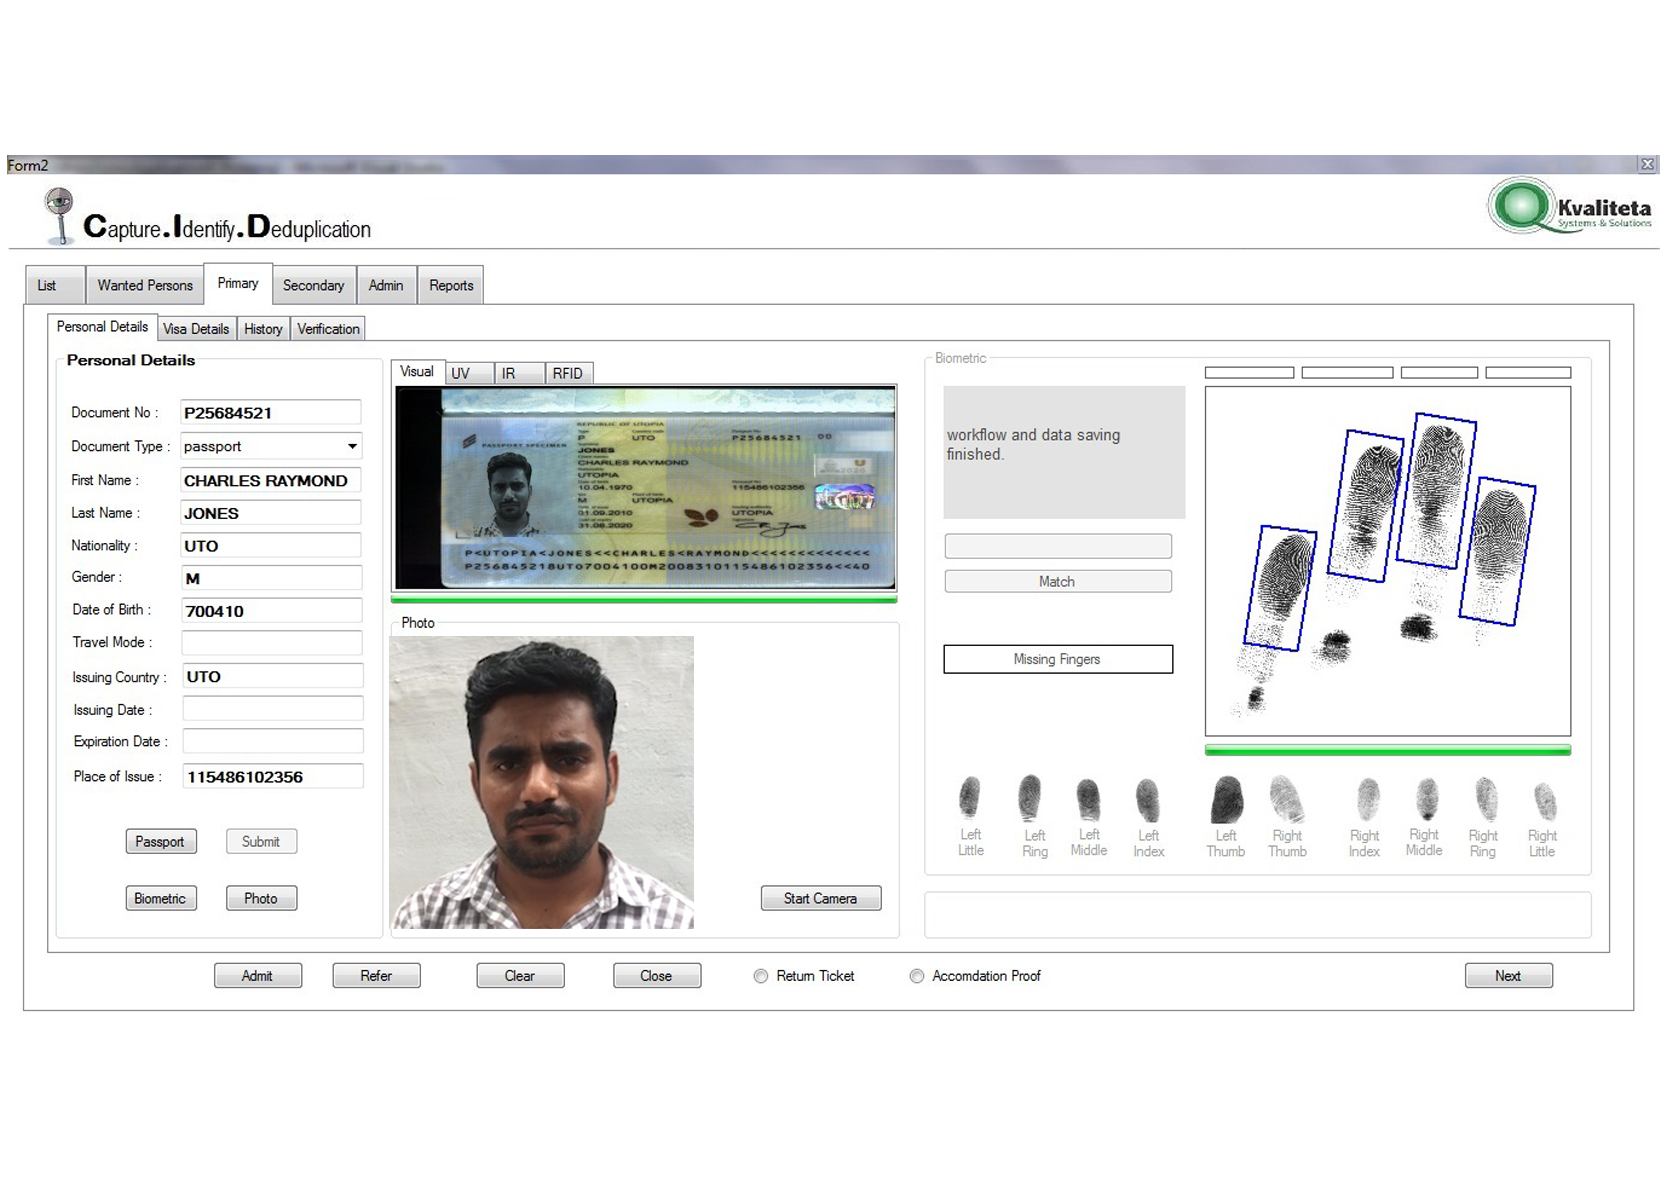 Form2
Capture.Identify.Deduplication
Kvaliteta
Systems & Solutions
List
Wanted Persons
Primary
Secondary
Admin
Reports
Personal Details
Visa Details
History
Verification
Personal Details
Document No :
P25684521
Document Type :
passport
First Name :
CHARLES RAYMOND
Last Name :
JONES
Nationality :
UTO
Gender :
M
Date of Birth :
700410
Travel Mode :
Issuing Country :
UTO
Issuing Date :
Expiration Date :
Place of Issue :
115486102356
Passport
Submit
Biometric
Photo
Visual
UV
IR
RFID
REPUBLIC OF UTOPIA
PASSPORT SPECIMEN
P
UTO
P25684521
00
JONES
CHARLES RAYMOND
UTOPIA
10.04.1970
115486102356
M
UTOPIA
01.09.2010
UTOPIA
31.08.2020
P<UTOPIA<JONES<<CHARLES<RAYMOND<<<<<<<<<<<<<
P256845218UTO7004100M2008310115486102356<<40
Photo
Start Camera
Biometric
workflow and data saving
finished.
Match
Missing Fingers
Left
Little
Left
Ring
Left
Middle
Left
Index
Left
Thumb
Right
Thumb
Right
Index
Right
Middle
Right
Ring
Right
Little
Admit
Refer
Clear
Close
Return Ticket
Accomdation Proof
Next